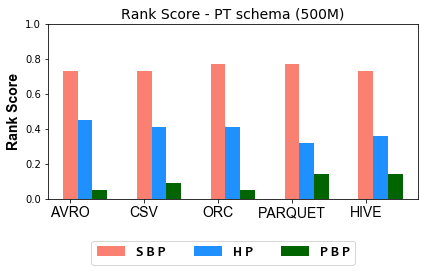 Rank Score - PT schema (500M)
Rank Score
1.0
0.8
0.6
0.4
0.2
0.0
AVRO CSV ORC PARQUET HIVE
S B P H P P B P